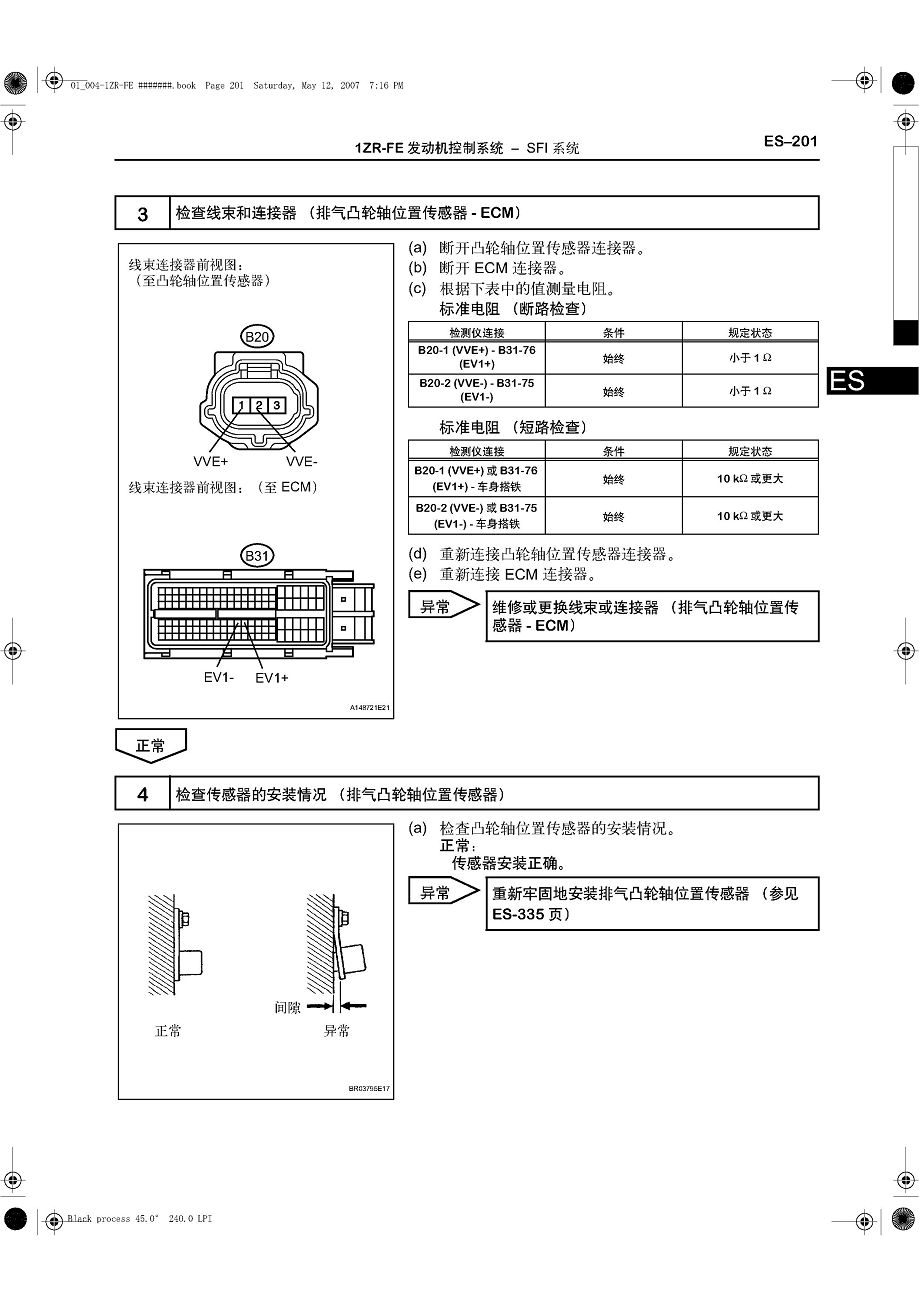 01_004-1ZR-FE #######.book  Page 201  Saturday, May 12, 2007  7:16 PM
1ZR-FE 发动机控制系统 – SFI 系统
ES–201
3
检查线束和连接器 （排气凸轮轴位置传感器 - ECM）
线束连接器前视图：
（至凸轮轴位置传感器）
B20
1 2 3
VVE+
VVE-
线束连接器前视图：（至 ECM）
B31
EV1-
EV1+
A148721E21
(a) 断开凸轮轴位置传感器连接器。
(b) 断开 ECM 连接器。
(c) 根据下表中的值测量电阻。
标准电阻 （断路检查）
检测仪连接 条件 规定状态
B20-1 (VVE+) - B31-76
(EV1+)
始终 小于 1 Ω
B20-2 (VVE-) - B31-75
(EV1-)
始终 小于 1 Ω
ES
标准电阻 （短路检查）
检测仪连接 条件 规定状态
B20-1 (VVE+) 或 B31-76
(EV1+) - 车身搭铁
始终 10 kΩ 或更大
B20-2 (VVE-) 或 B31-75
(EV1-) - 车身搭铁
始终 10 kΩ 或更大
(d) 重新连接凸轮轴位置传感器连接器。
(e) 重新连接 ECM 连接器。
异常
维修或更换线束或连接器 （排气凸轮轴位置传
感器 - ECM）
正常
4
检查传感器的安装情况 （排气凸轮轴位置传感器）
间隙
正常
异常
BR03795E17
(a) 检查凸轮轴位置传感器的安装情况。
正常：
传感器安装正确。
异常
重新牢固地安装排气凸轮轴位置传感器 （参见
ES-335 页）
Black process 45.0° 240.0 LPI